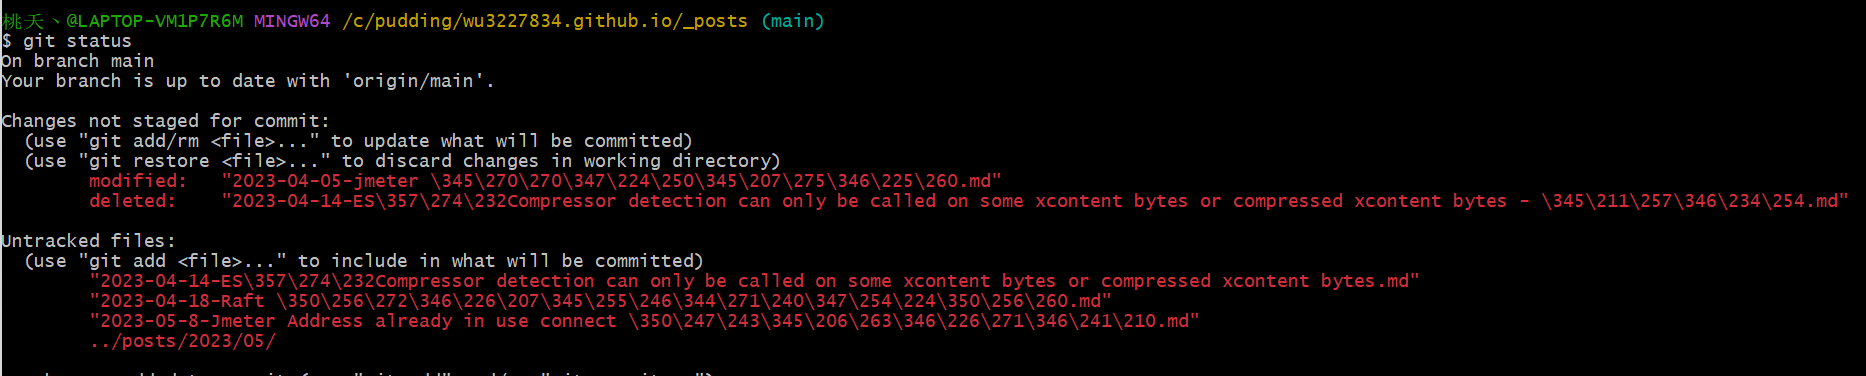 桃夭丶@LAPTOP-VM1P7R6M MINGW64 /c/pudding/wu3227834.github.io/_posts (main)
$ git status
On branch main
Your branch is up to date with 'origin/main'.
Changes not staged for commit:
(use "git add/rm <file>..." to update what will be committed)
(use "git restore <file>..." to discard changes in working directory)
modified: "2023-04-05-jmeter \345\270\270\347\224\250\345\207\275\346\225\260.md"
deleted: "2023-04-14-ES\357\274\232Compressor detection can only be called on some xcontent bytes or compressed xcontent bytes - \345\211\257\346\234\254.md"
Untracked files:
(use "git add <file>..." to include in what will be committed)
"2023-04-14-ES\357\274\232Compressor detection can only be called on some xcontent bytes or compressed xcontent bytes.md"
"2023-04-18-Raft \350\256\272\346\226\207\345\255\246\344\271\240\347\254\224\350\256\260.md"
"2023-05-8-Jmeter Address already in use connect \350\247\243\345\206\263\346\226\271\346\241\210.md"
../posts/2023/05/